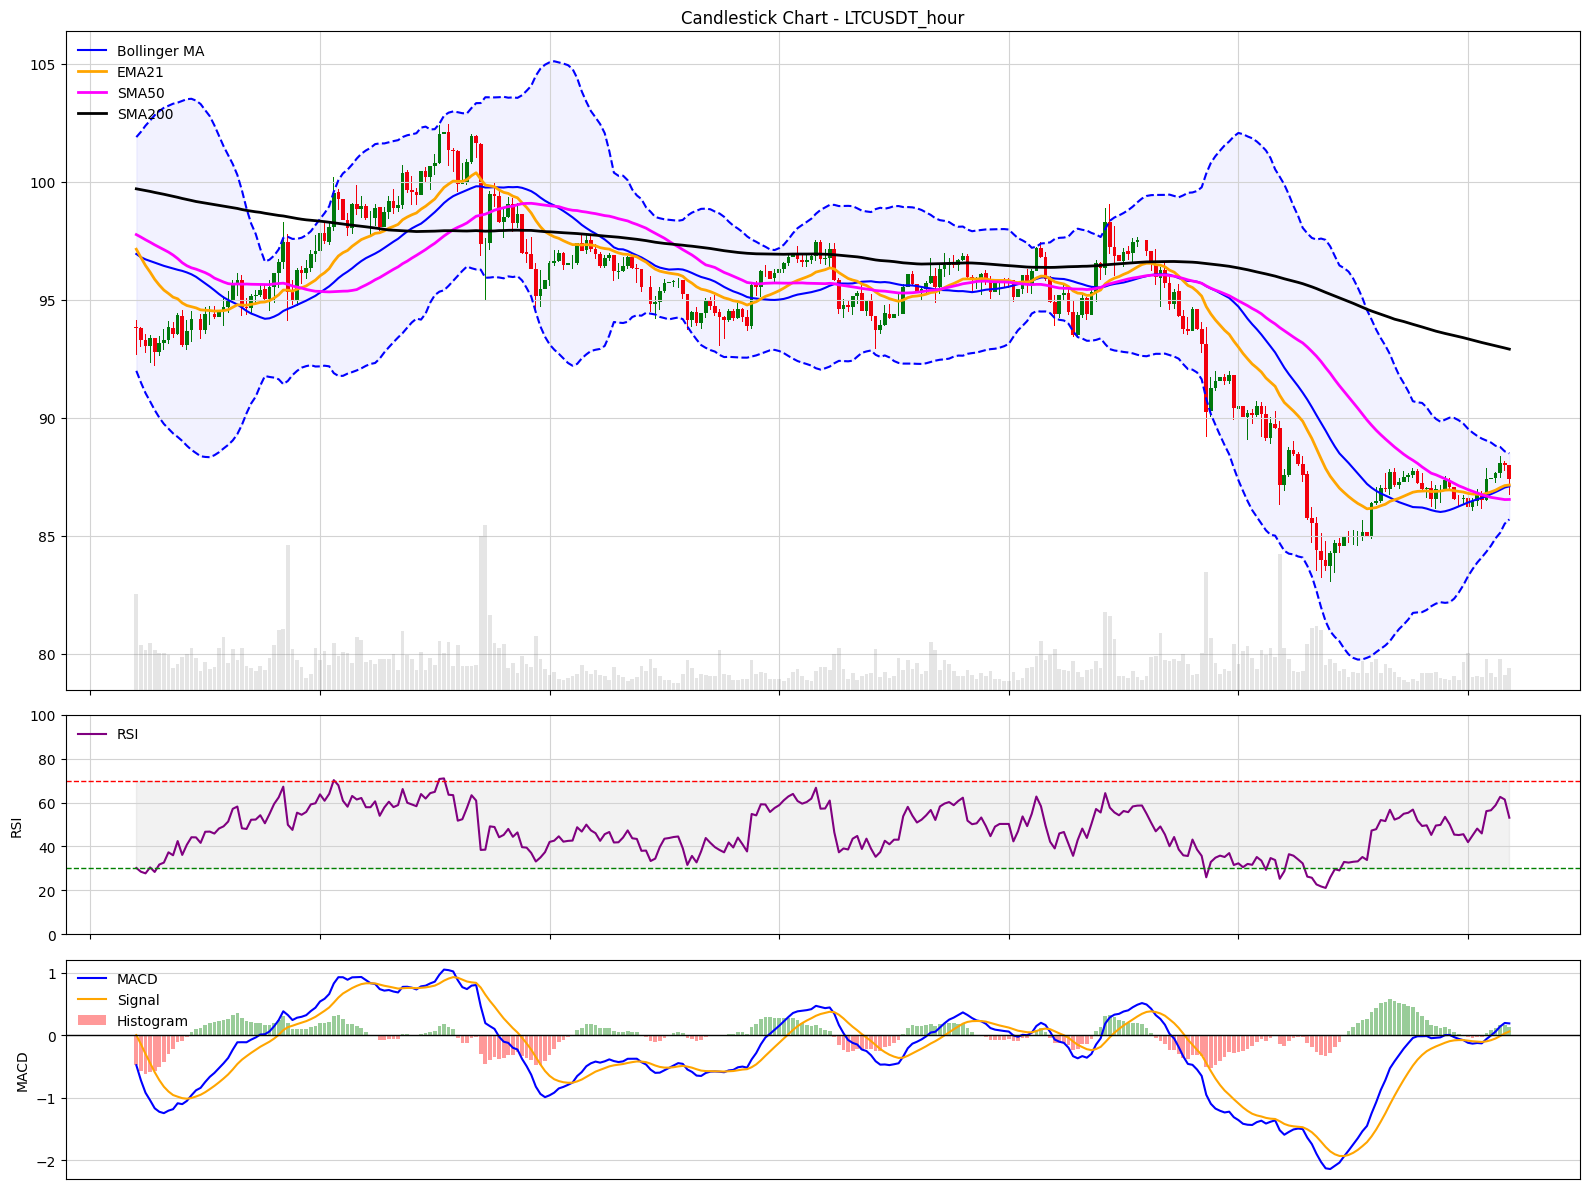 Candlestick Chart - LTCUSDT_hour
Bollinger MA
EMA21
SMA50
SMA200
105
100
95
90
85
80
RSI
RSI
100
80
60
40
20
0
MACD
Signal
Histogram
MACD
1
0
−1
−2